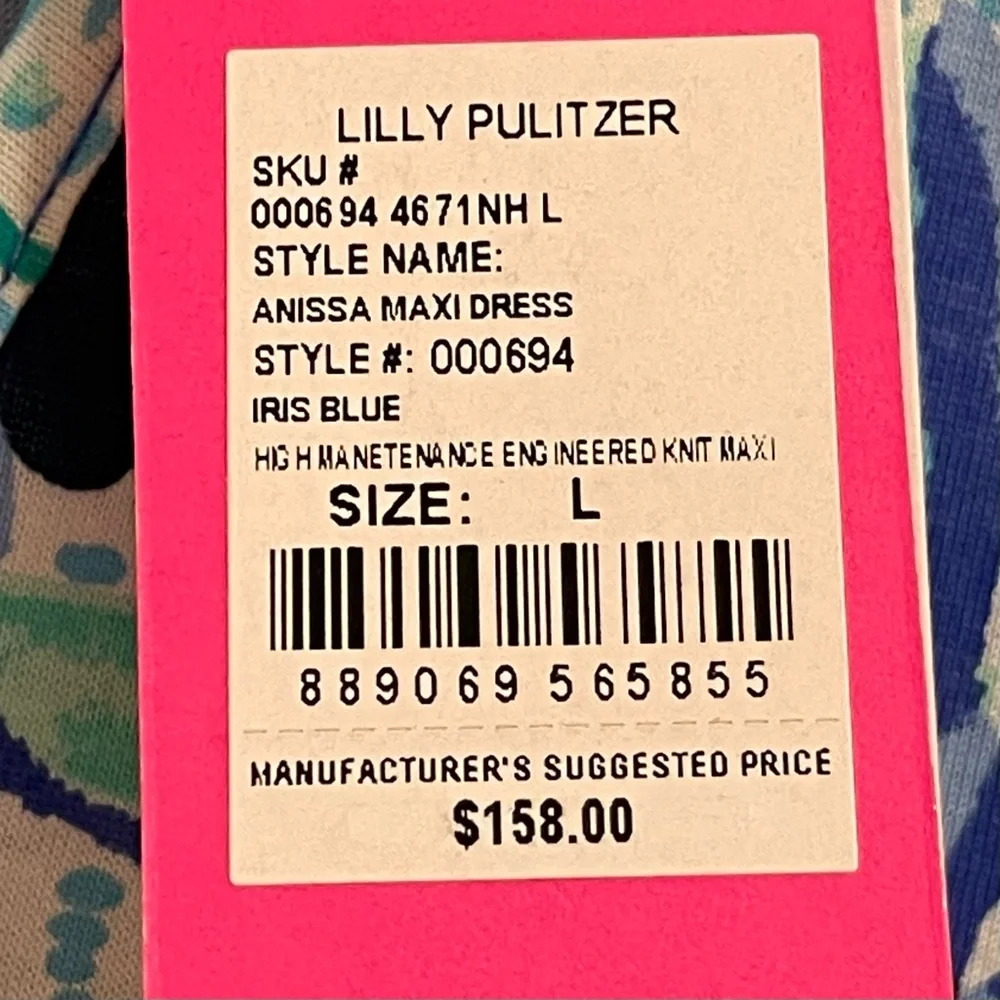 LILLY PULITZER
SKU #
000694 4671NH L
STYLE NAME:
ANISSA MAXI DRESS
STYLE #: 000694
IRIS BLUE
HIGH MANETENANCE ENGINEERED KNIT MAXI
SIZE: L
889069 565855
MANUFACTURER'S SUGGESTED PRICE
$158.00